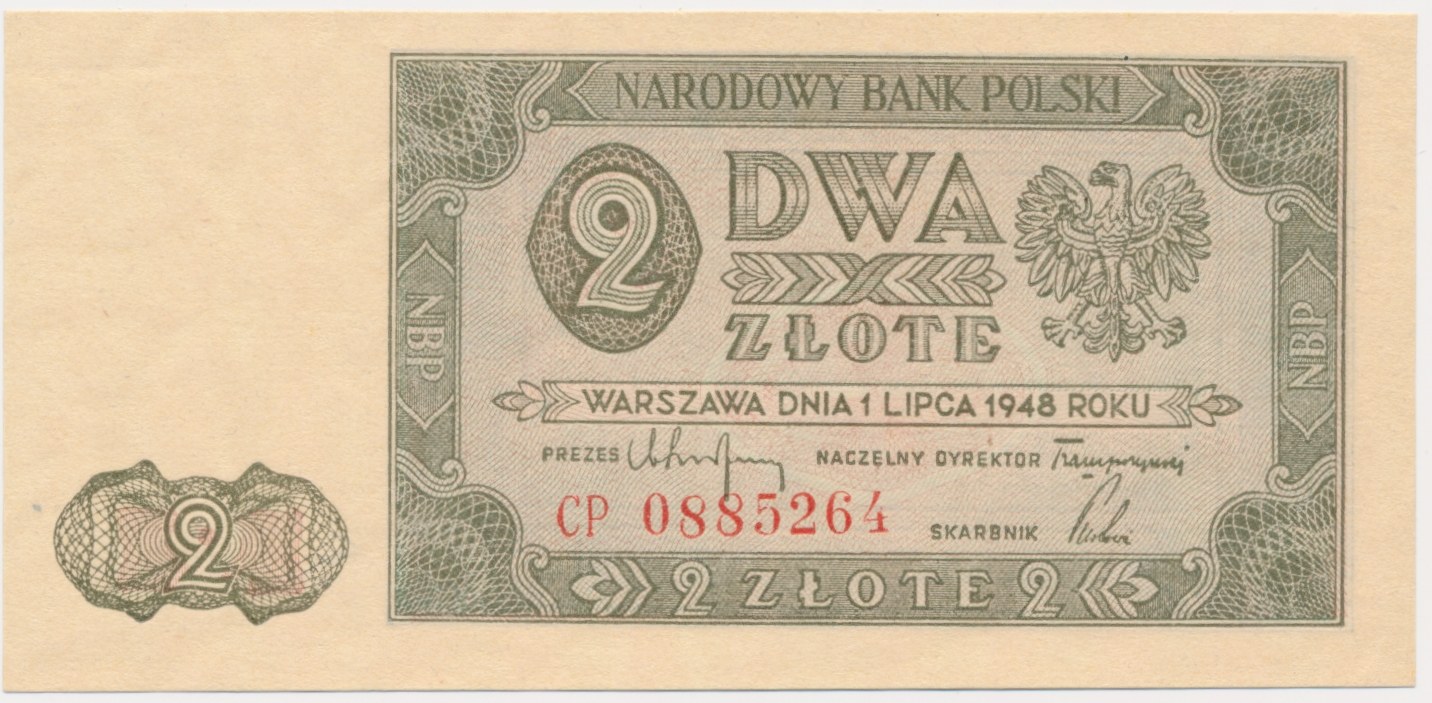 NARODOWY BANK POLSKI
2
DWA
ZŁOTE
NBP
NBP
WARSZAWA DNIA 1 LIPCA 1948 ROKU
PREZES NACZELNY DYREKTOR
CP 0885264
SKARBNIK
2
2 ZŁOTE 2